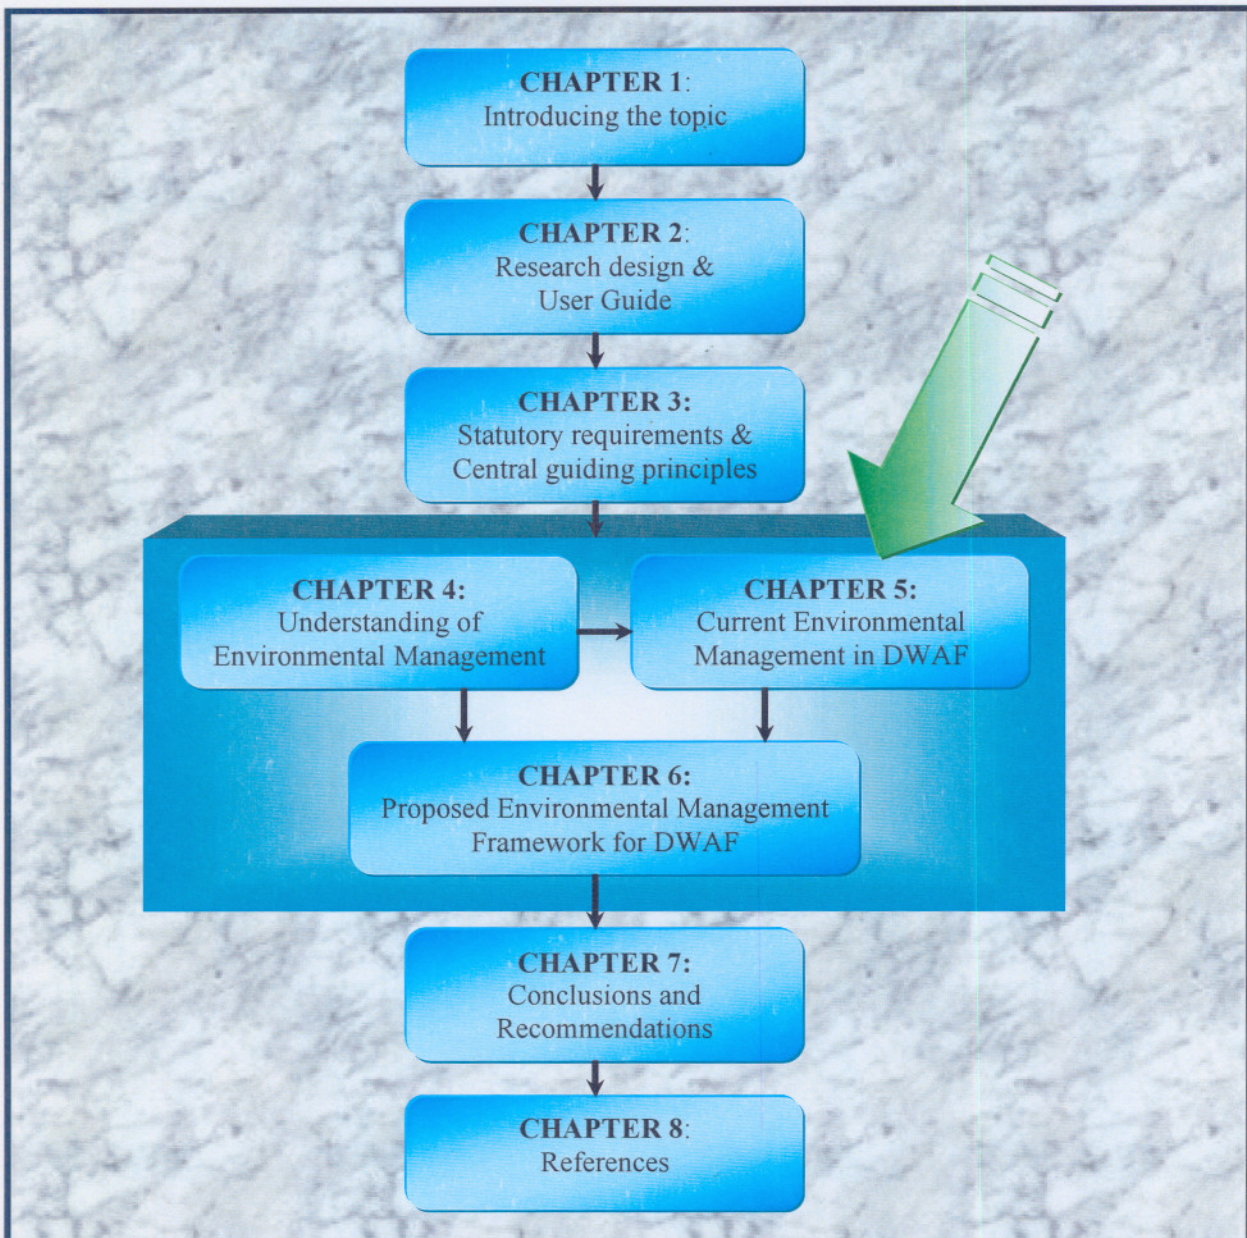 CHAPTER 1:
Introducing the topic
CHAPTER 2:
Research design &
User Guide
CHAPTER 3:
Statutory requirements &
Central guiding principles
CHAPTER 4:
Understanding of
Environmental Management
CHAPTER 5:
Current Environmental
Management in DWAF
CHAPTER 6:
Proposed Environmental Management
Framework for DWAF
CHAPTER 7:
Conclusions and
Recommendations
CHAPTER 8:
References